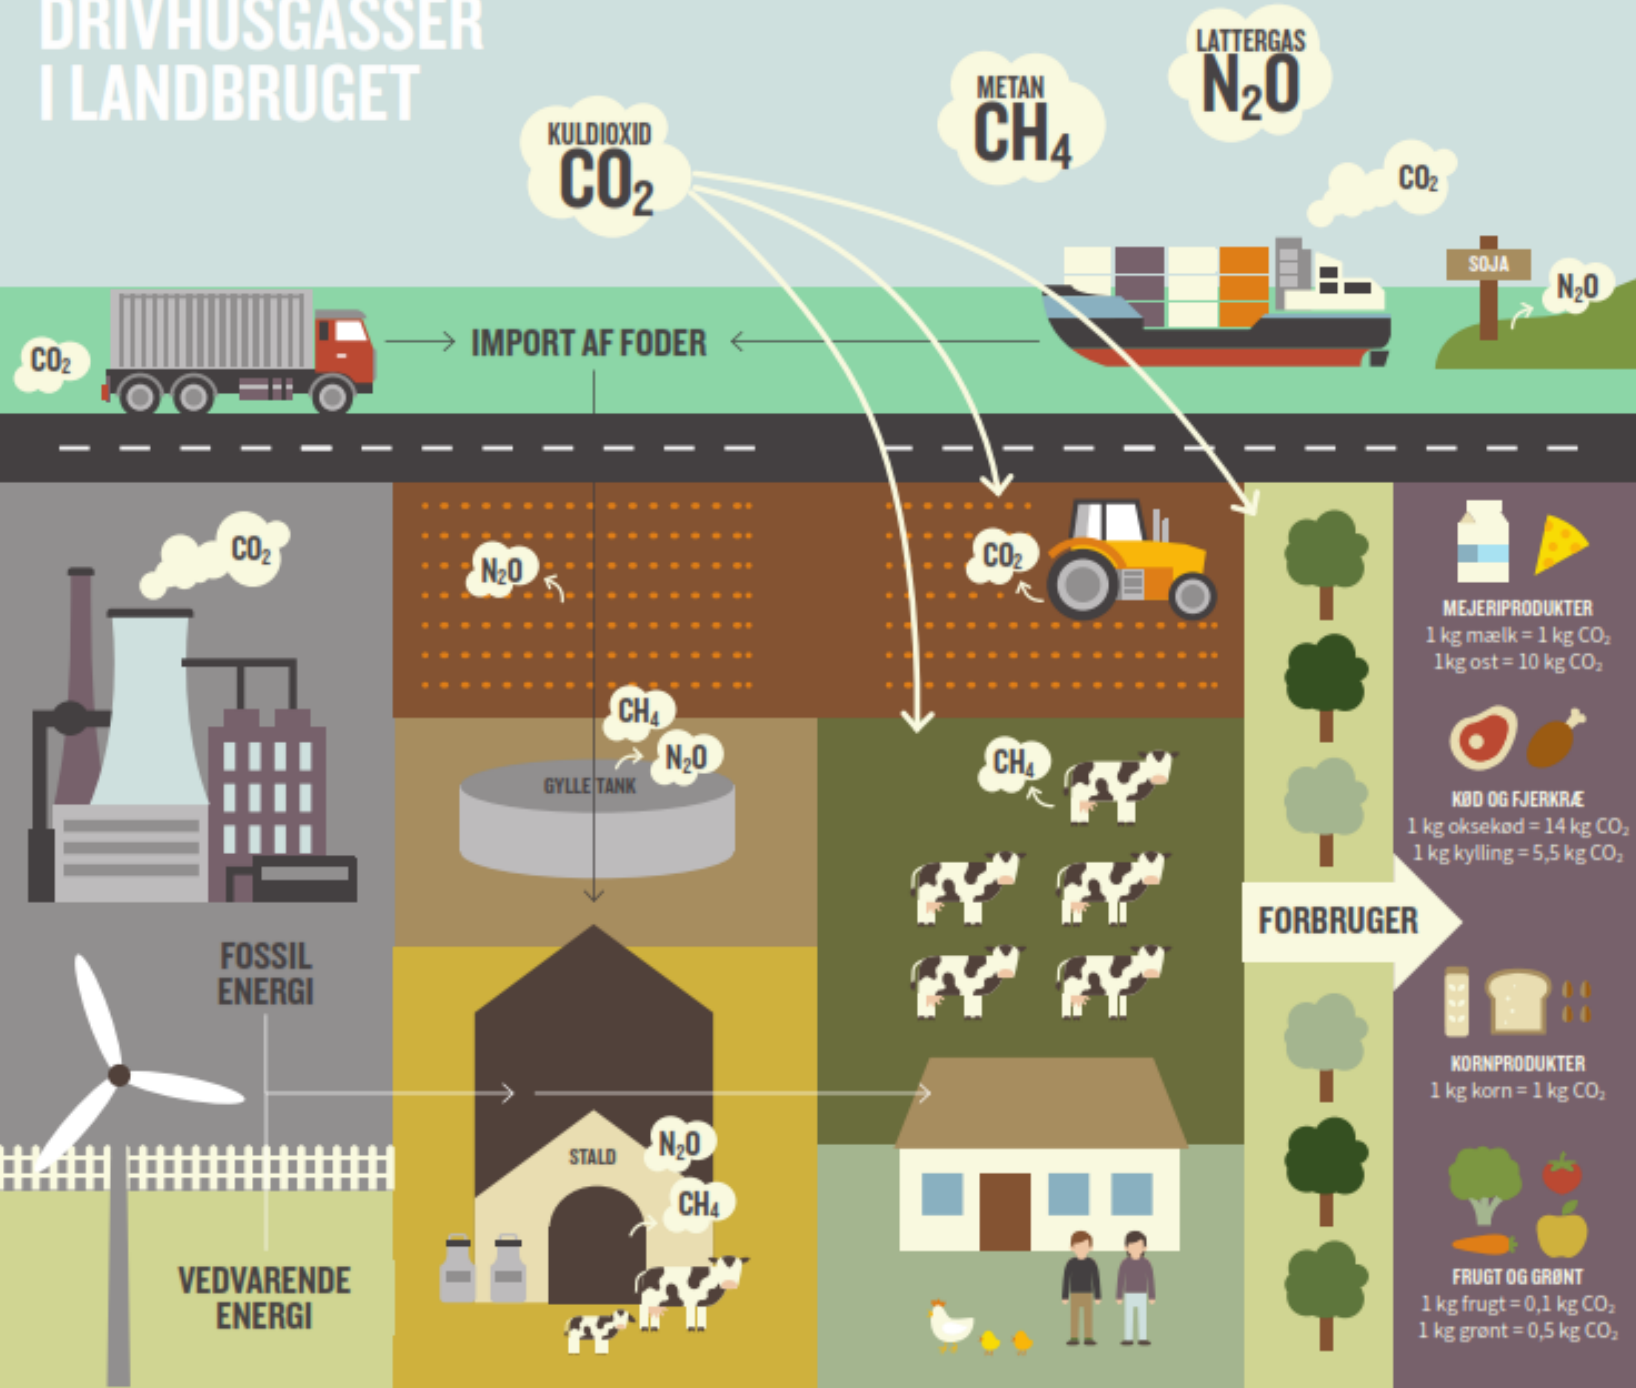 DRIVHUSGASSER
I LANDBRUGET
LATTERGAS
N₂O
METAN
CH₄
KULDIOXID
CO₂
CO₂
SOJA
N₂O
CO₂
IMPORT AF FODER
CO₂
N₂O
CO₂
CH₄
N₂O
GYLLE TANK
CH₄
FOSSIL
ENERGI
STALD
N₂O
CH₄
VEDVARENDE
ENERGI
FORBRUGER
MEJERIPRODUKTER
1 kg mælk = 1 kg CO₂
1kg ost = 10 kg CO₂
KØD OG FJERKRÆ
1 kg oksekød = 14 kg CO₂
1 kg kylling = 5,5 kg CO₂
KORNPRODUKTER
1 kg korn = 1 kg CO₂
FRUGT OG GRØNT
1 kg frugt = 0,1 kg CO₂
1 kg grønt = 0,5 kg CO₂